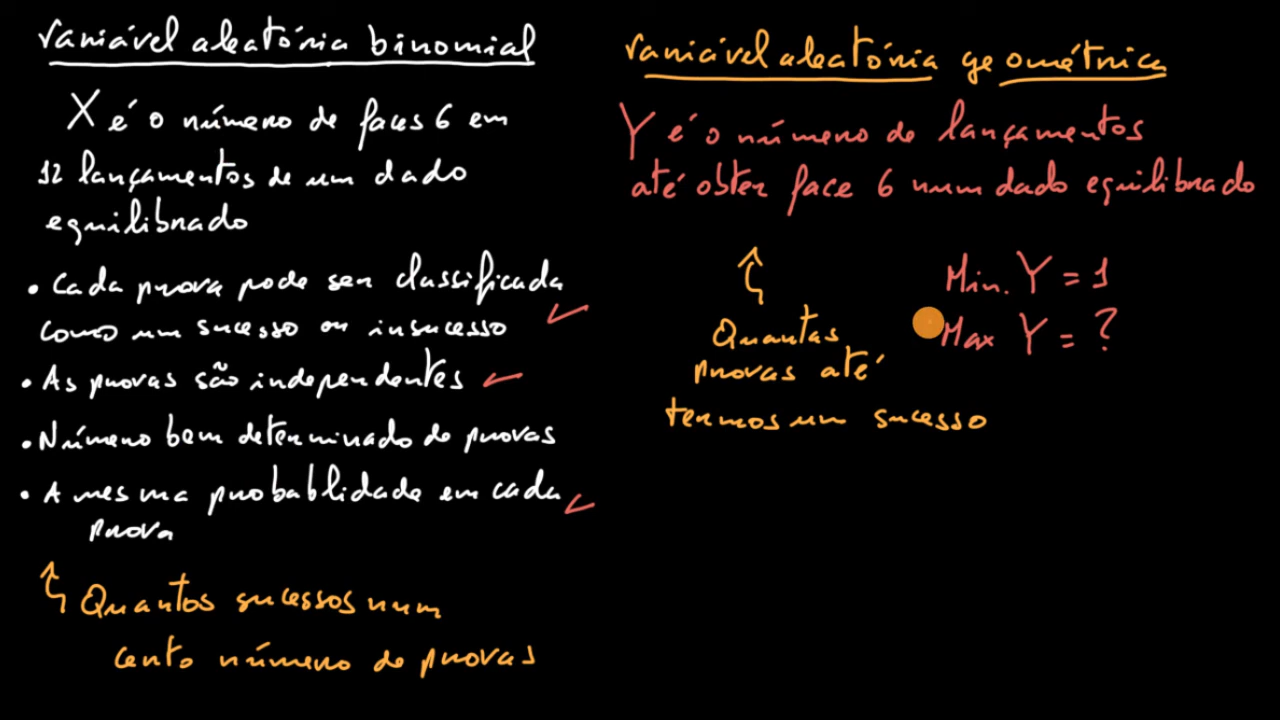 Variável aleatória binomial
X é o número de faces 6 em
12 lançamentos de um dado
equilibrado
• Cada prova pode ser classificada
como um sucesso ou insucesso ✓
• As provas são independentes ✓
• Número bem determinado de provas
• A mesma probablidade em cada ✓
prova
Quantos sucessos num
certo número de provas
Variável aleatória geométrica
Y é o número de lançamentos
até obter face 6 num dado equilibrado
Quantas
provas até
termos um sucesso
Min. Y = 1
Max Y = ?